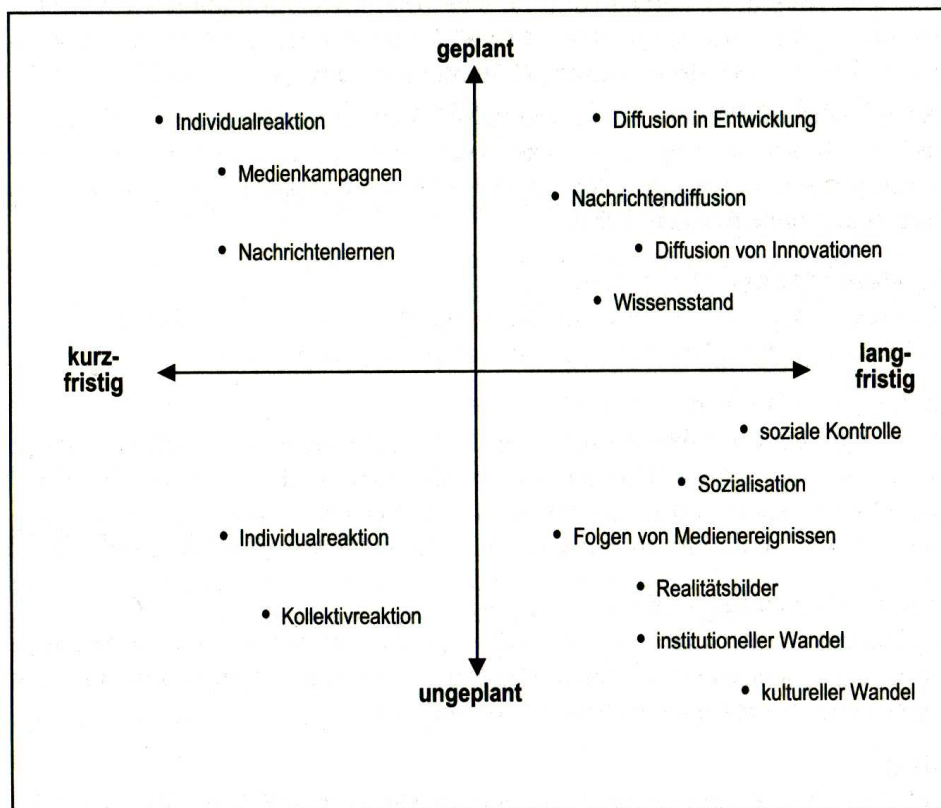 geplant
• Individualreaktion
• Diffusion in Entwicklung
• Medienkampagnen
• Nachrichtendiffusion
• Nachrichtenlernen
• Diffusion von Innovationen
• Wissensstand
kurz-
fristig
lang-
fristig
• soziale Kontrolle
• Sozialisation
• Individualreaktion
• Folgen von Medienereignissen
• Realitätsbilder
• Kollektivreaktion
• institutioneller Wandel
ungeplant
• kultureller Wandel